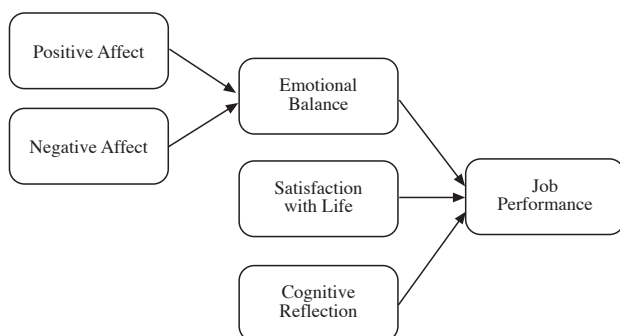 Positive Affect
Negative Affect
Emotional
Balance
Satisfaction
with Life
Cognitive
Reflection
Job
Performance